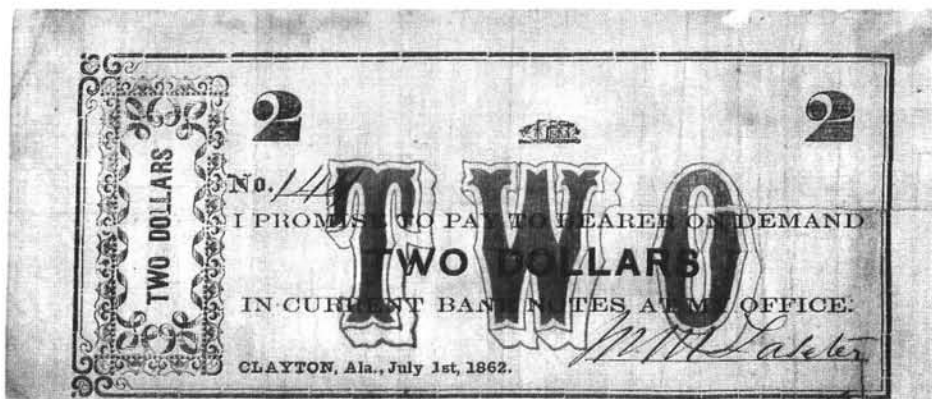 2 2
TWO DOLLARS
No. 144
TWO
I PROMISE TO PAY TO BEARER ON DEMAND
TWO DOLLARS
IN CURRENT BANK NOTES AT MY OFFICE.
CLAYTON, Ala., July 1st, 1862.